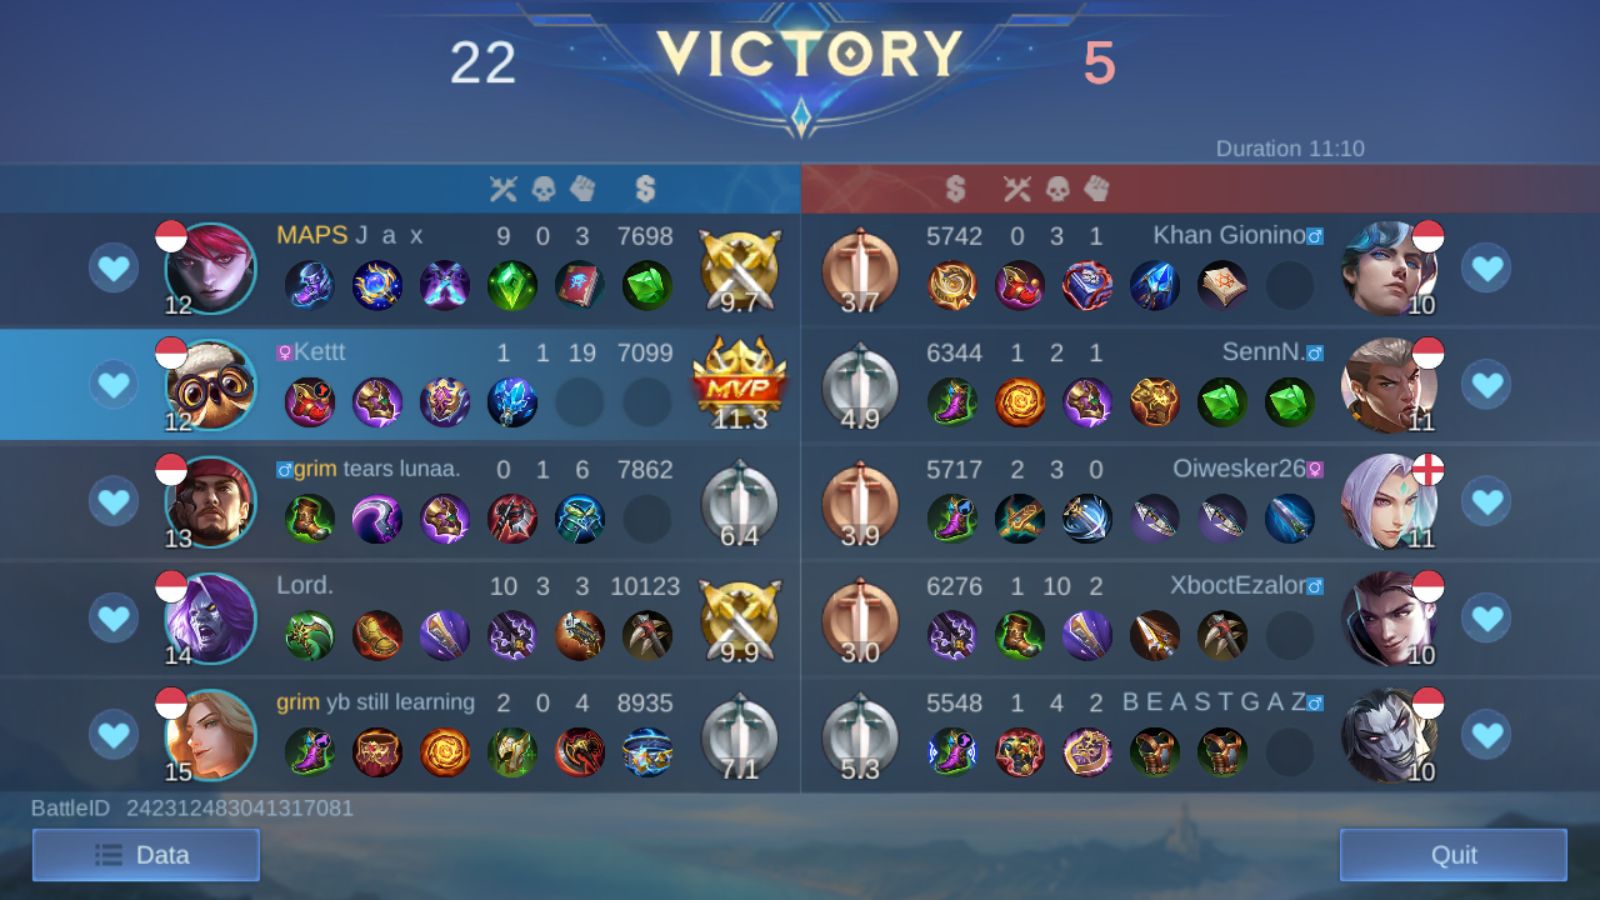 22 VICTORY 5
Duration 11:10
MAPS J a x 9 0 3 7698 9.7 12
3.7 5742 0 3 1 Khan Gionino 10
Kettt 1 1 19 7099 MVP 11.3 12
4.9 6344 1 2 1 SennN. 11
grim tears lunaa. 0 1 6 7862 6.4 13
3.9 5717 2 3 0 Oiwesker26 11
Lord. 10 3 3 10123 9.9 14
3.0 6276 1 10 2 XboctEzalor 10
grim yb still learning 2 0 4 8935 7.1 15
5.3 5548 1 4 2 B E A S T G A Z 10
BattleID 242312483041317081
Data
Quit